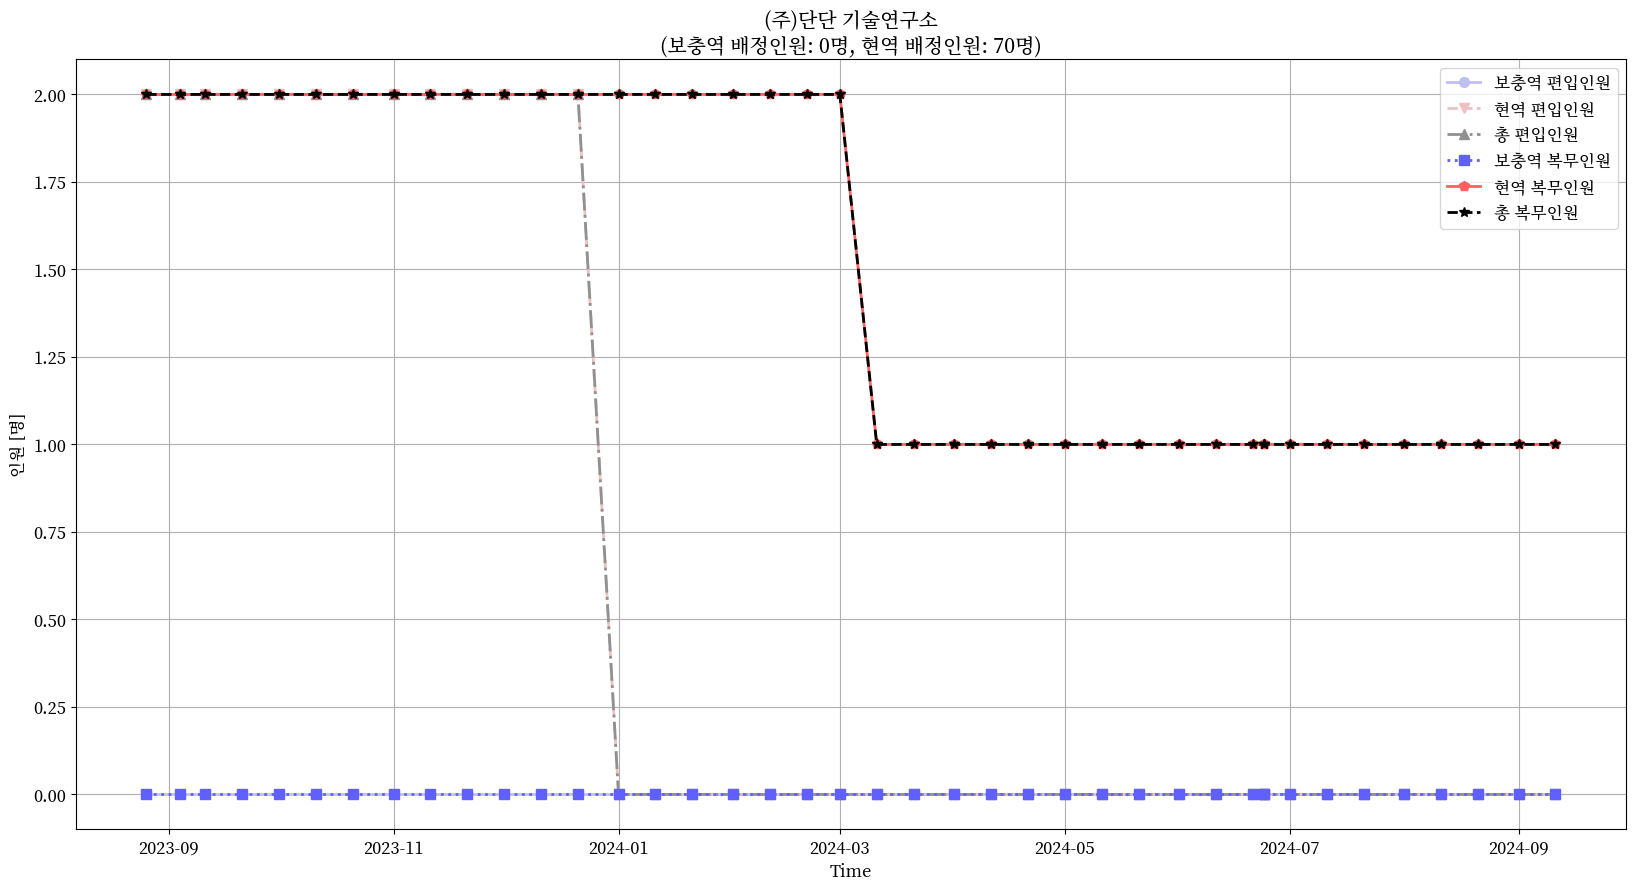 (주)단단 기술연구소
(보충역 배정인원: 0명, 현역 배정인원: 70명)
보충역 편입인원
현역 편입인원
총 편입인원
보충역 복무인원
현역 복무인원
총 복무인원
인원 [명]
2.00
1.75
1.50
1.25
1.00
0.75
0.50
0.25
0.00
2023-09
2023-11
2024-01
2024-03
2024-05
2024-07
2024-09
Time